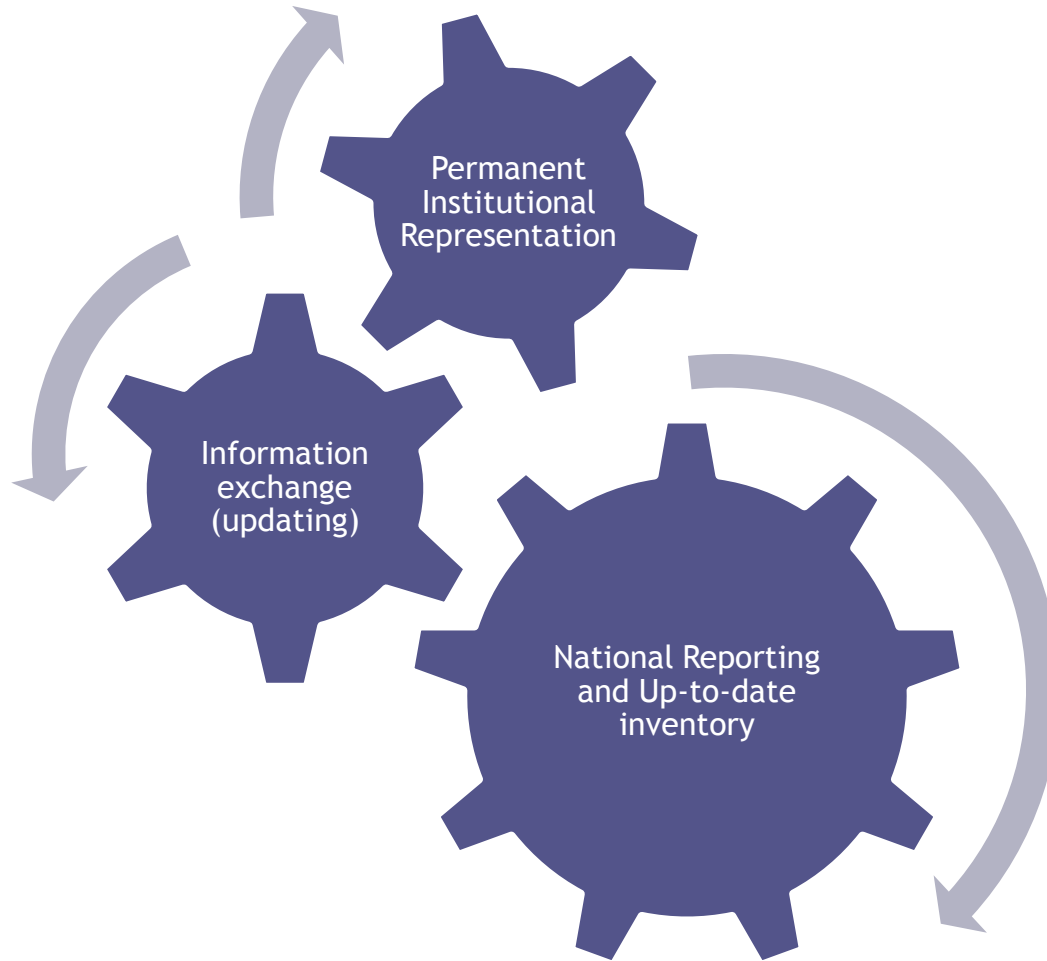 Permanent
Institutional
Representation
Information
exchange
(updating)
National Reporting
and Up-to-date
inventory